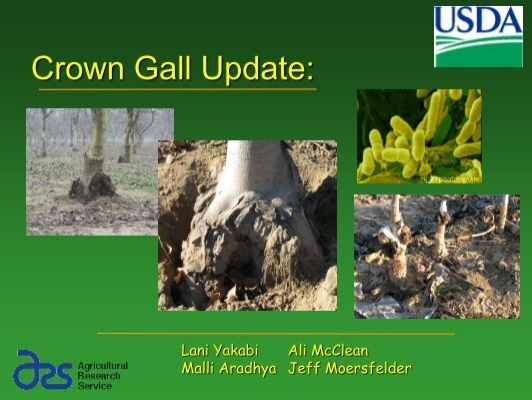 USDA
Crown Gall Update:
Lani Yakabi Ali McClean
Malli Aradhya Jeff Moersfelder
ars Agricultural
Research
Service